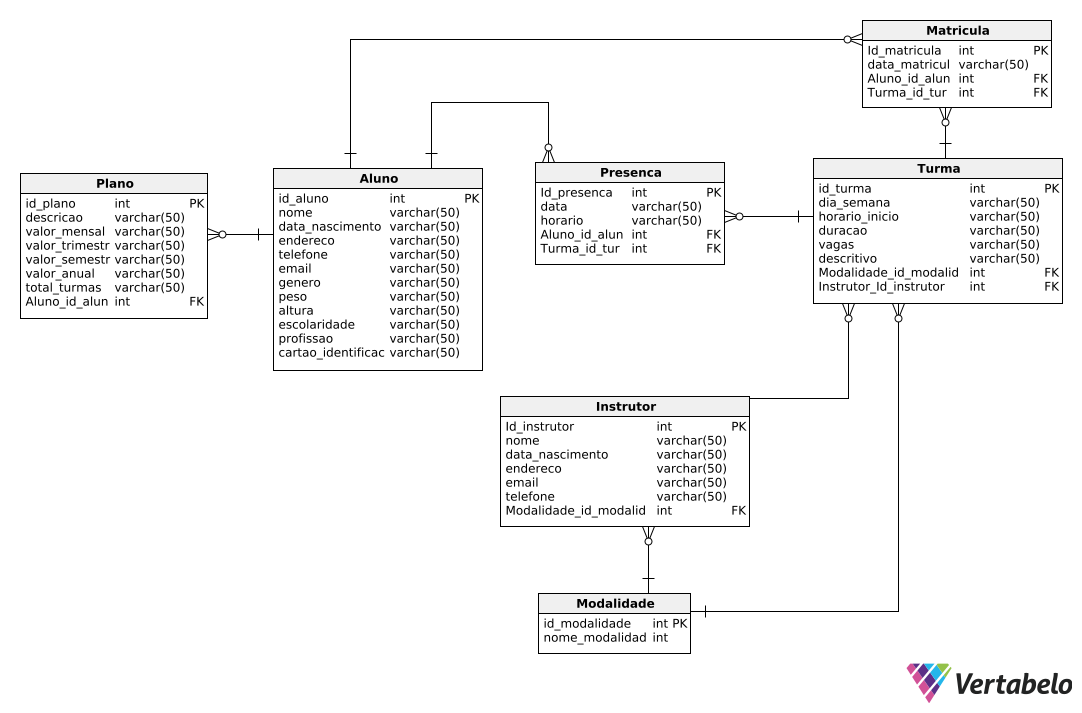 Matricula
Id_matricula int PK
data_matricul varchar(50)
Aluno_id_alun int FK
Turma_id_tur int FK
Plano
id_plano int PK
descricao varchar(50)
valor_mensal varchar(50)
valor_trimestr varchar(50)
valor_semestr varchar(50)
valor_anual varchar(50)
total_turmas varchar(50)
Aluno_id_alun int FK
Aluno
id_aluno int PK
nome varchar(50)
data_nascimento varchar(50)
endereco varchar(50)
telefone varchar(50)
email varchar(50)
genero varchar(50)
peso varchar(50)
altura varchar(50)
escolaridade varchar(50)
profissao varchar(50)
cartao_identificac varchar(50)
Presenca
Id_presenca int PK
data varchar(50)
horario varchar(50)
Aluno_id_alun int FK
Turma_id_tur int FK
Turma
id_turma int PK
dia_semana varchar(50)
horario_inicio varchar(50)
duracao varchar(50)
vagas varchar(50)
descritivo varchar(50)
Modalidade_id_modalid int FK
Instrutor_Id_instrutor int FK
Instrutor
Id_instrutor int PK
nome varchar(50)
data_nascimento varchar(50)
endereco varchar(50)
email varchar(50)
telefone varchar(50)
Modalidade_id_modalid int FK
Modalidade
id_modalidade int PK
nome_modalidad int
Vertabelo